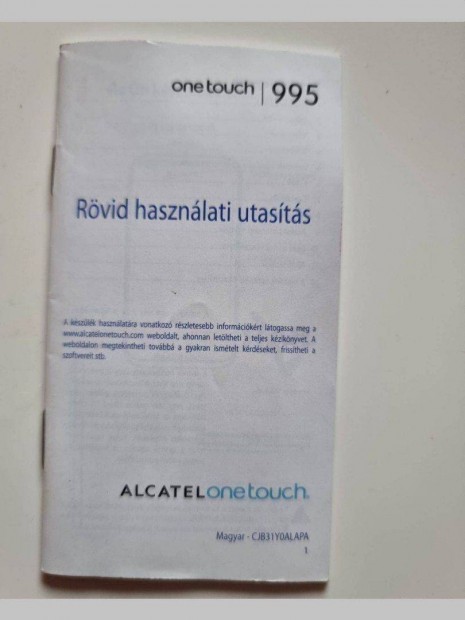 onetouch | 995
Rövid használati utasítás
A készülék használatára vonatkozó részletesebb információkért látogassa meg a
www.alcatelonetouch.com weboldalt, ahonnan letöltheti a teljes kézikönyvet. A
weboldalon megtekintheti továbbá a gyakran ismételt kérdéseket, frissítheti a
szoftvereit stb.
ALCATELonetouch.
Magyar - CJB31Y0ALAPA
1